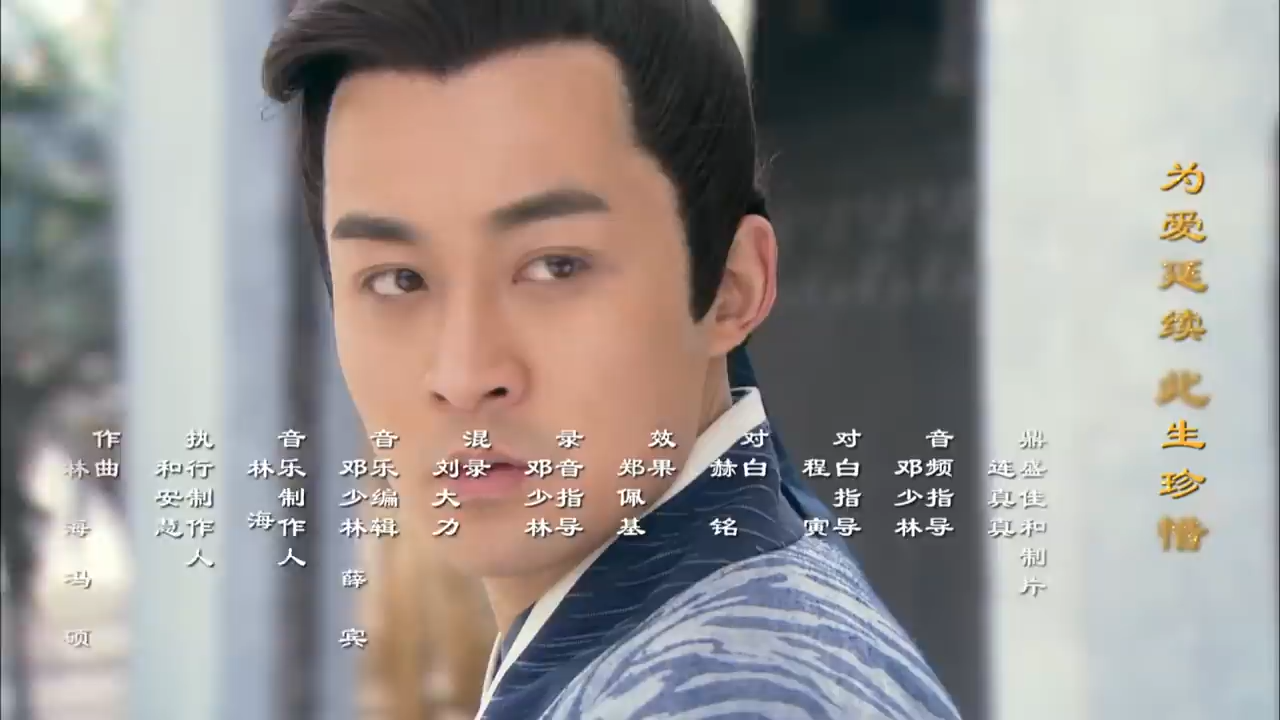 为爱延续 此生珍惜
鼎盛佳和制片
连真真
音频指导
邓少林
对白指导
程寅
对白
赫铭
效果
郑佩基
录音指导
邓少林
混录
刘大力
音乐编辑
邓少林
薛宾
音乐制作人
林海
执行制作人
和安慧
作曲
林海
冯硕